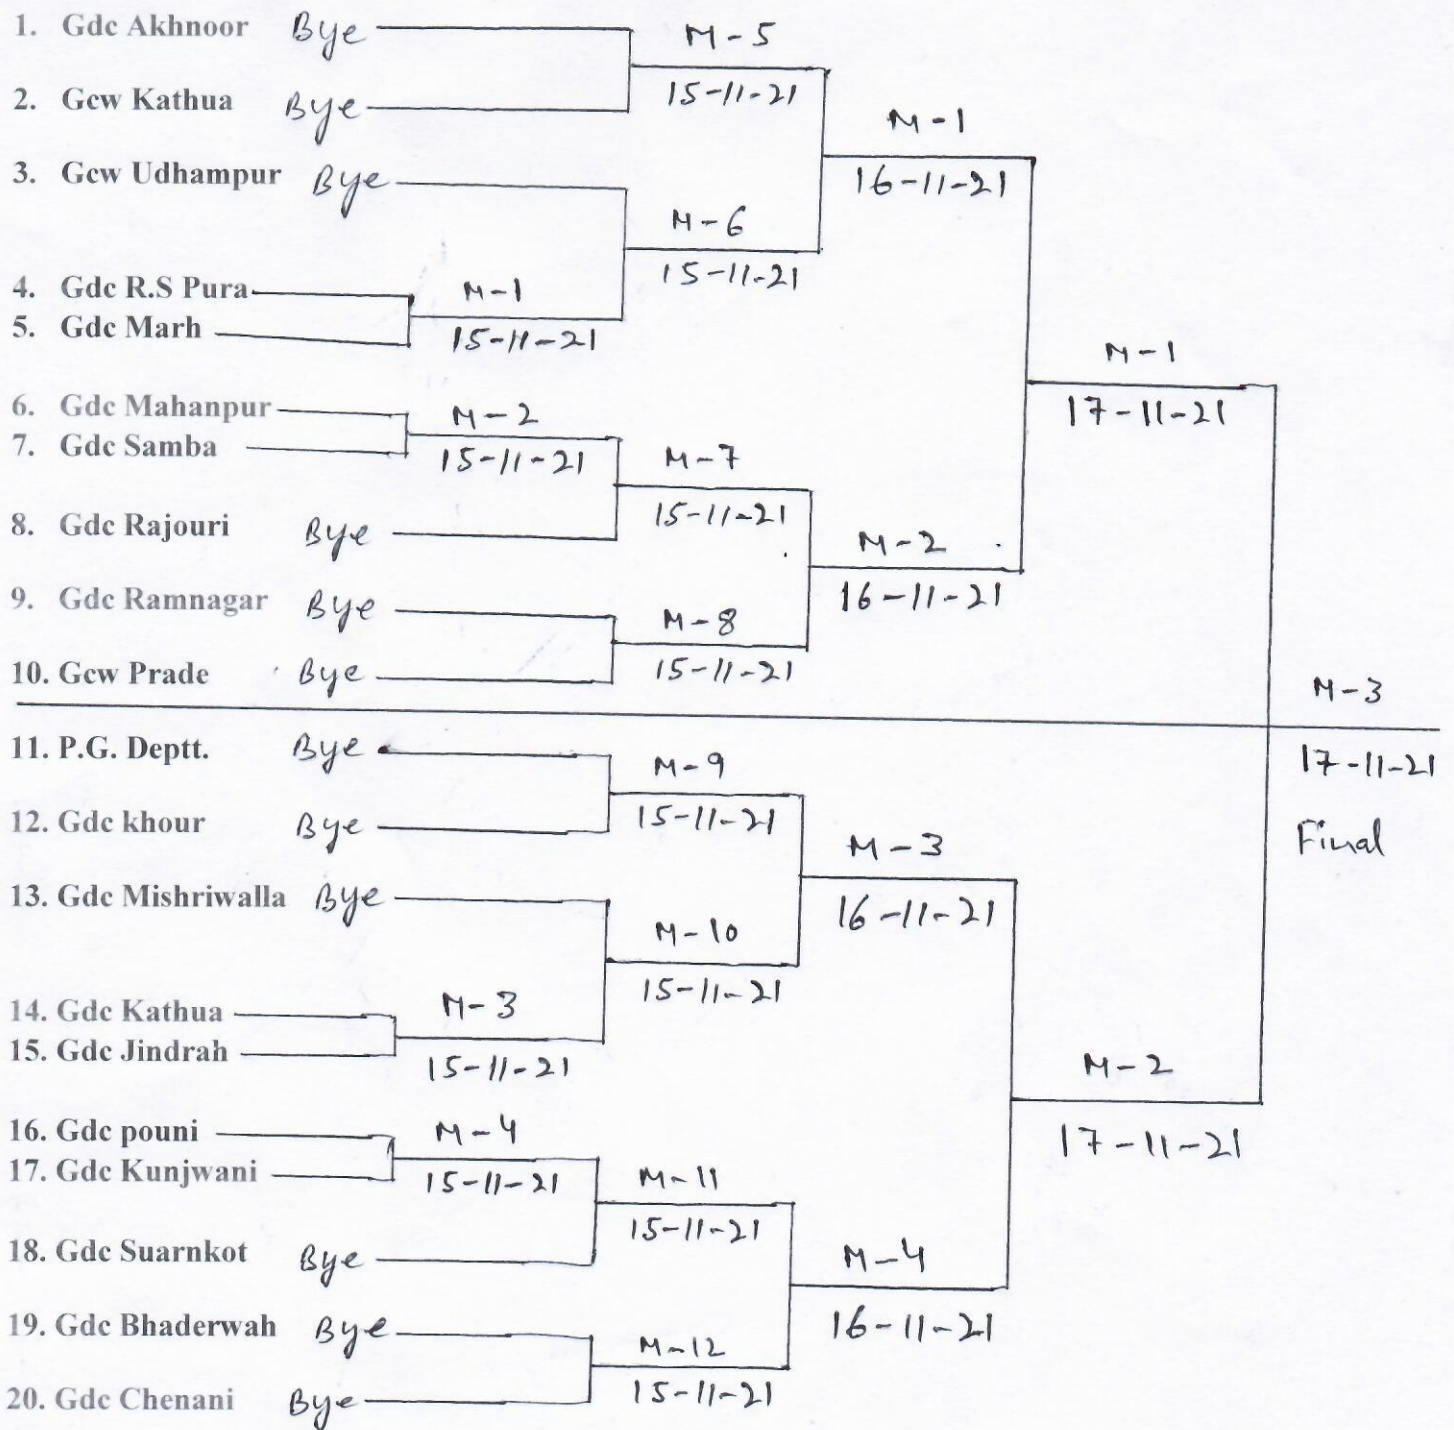 1. Gdc Akhnoor Bye
M-5
2. Gcw Kathua Bye
15-11-21
M-1
16-11-21
3. Gcw Udhampur Bye
M-6
15-11-21
4. Gdc R.S Pura
M-1
5. Gdc Marh
15-11-21
M-1
17-11-21
6. Gdc Mahanpur
M-2
7. Gdc Samba
15-11-21
M-7
15-11-21
8. Gdc Rajouri Bye
M-2
16-11-21
9. Gdc Ramnagar Bye
M-8
15-11-21
10. Gcw Prade Bye
M-3
17-11-21
Final
11. P.G. Deptt. Bye
M-9
15-11-21
12. Gdc khour Bye
M-3
16-11-21
13. Gdc Mishriwalla Bye
M-10
15-11-21
14. Gdc Kathua
M-3
15. Gdc Jindrah
15-11-21
M-2
17-11-21
16. Gdc pouni
M-4
17. Gdc Kunjwani
15-11-21
M-11
15-11-21
18. Gdc Suarnkot Bye
M-4
16-11-21
19. Gdc Bhaderwah Bye
M-12
15-11-21
20. Gdc Chenani Bye